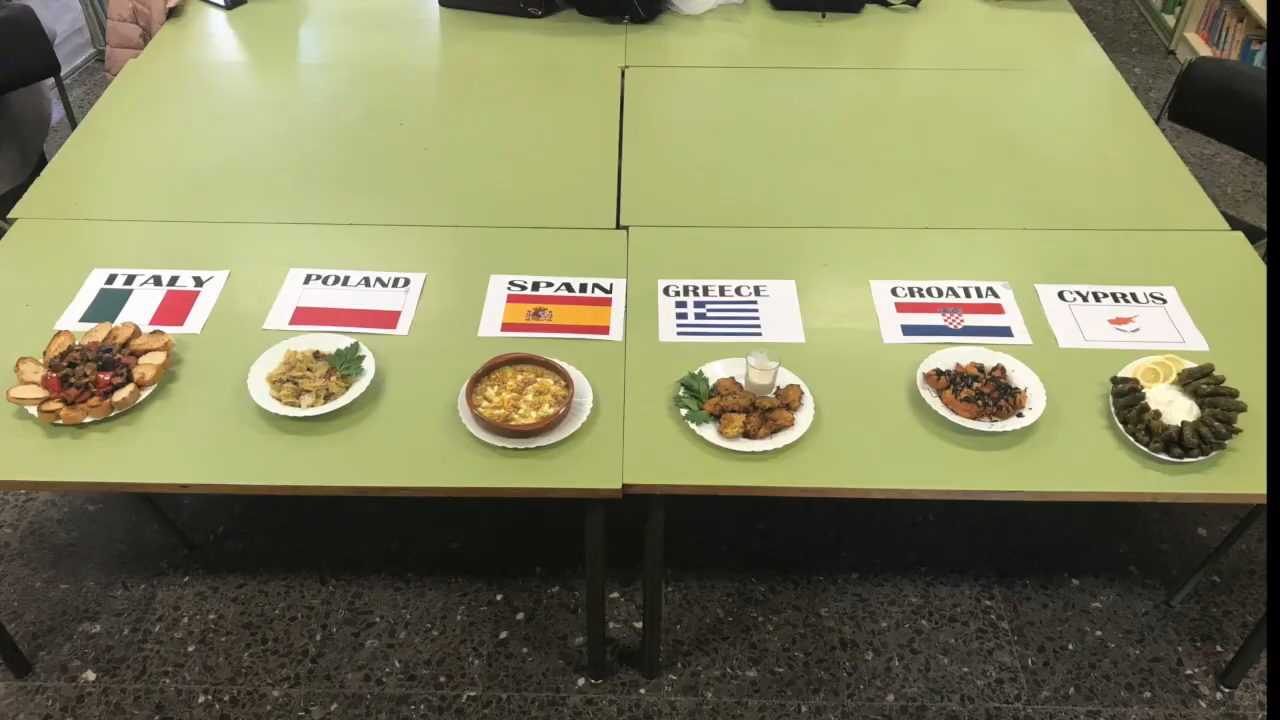 ITALY
POLAND
SPAIN
GREECE
CROATIA
CYPRUS